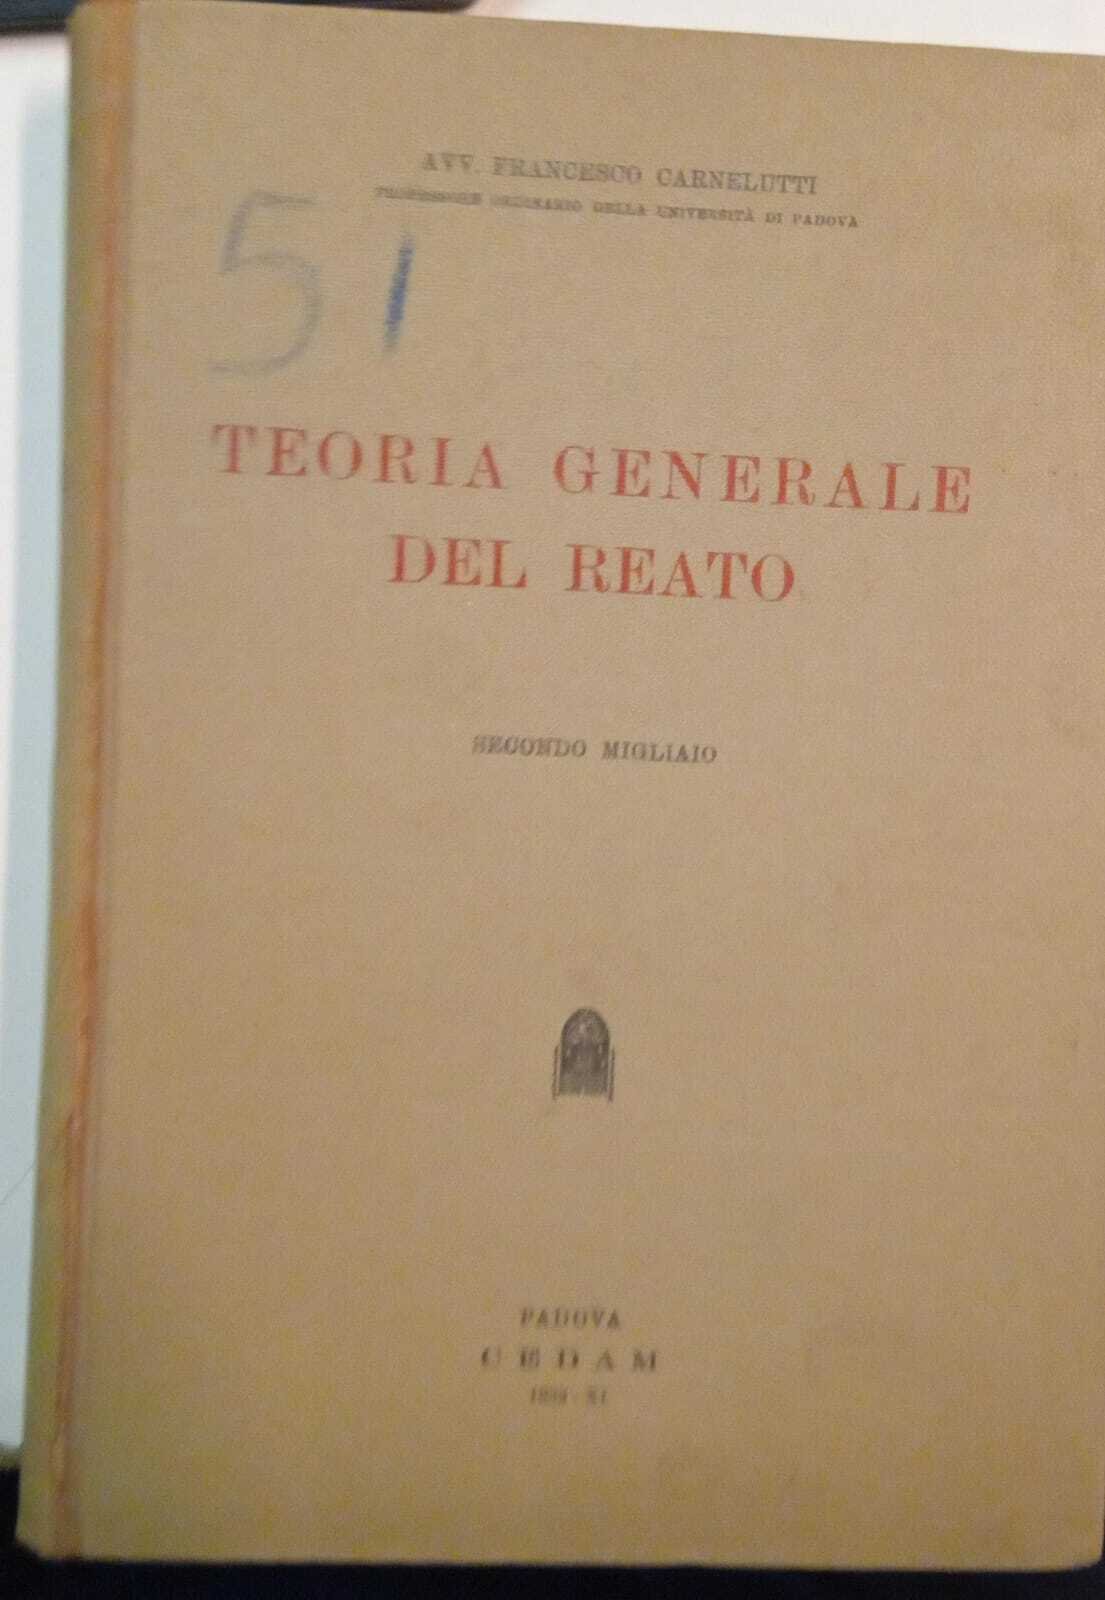 AVV. FRANCESCO CARNELUTTI
PROFESSORE ORDINARIO DELLA UNIVERSITÀ DI PADOVA
51
TEORIA GENERALE
DEL REATO
SECONDO MIGLIAIO
PADOVA
CEDAM